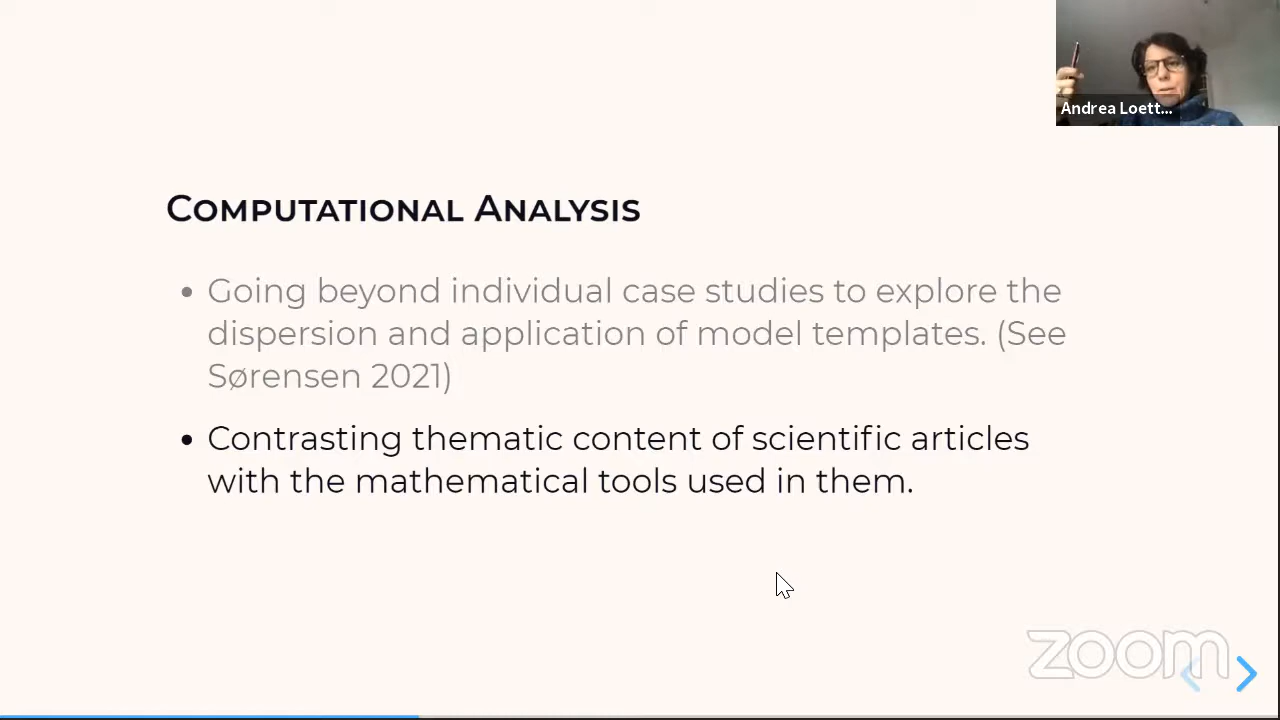 Andrea Loett...
COMPUTATIONAL ANALYSIS
• Going beyond individual case studies to explore the
dispersion and application of model templates. (See
Sørensen 2021)
• Contrasting thematic content of scientific articles
with the mathematical tools used in them.
zoom